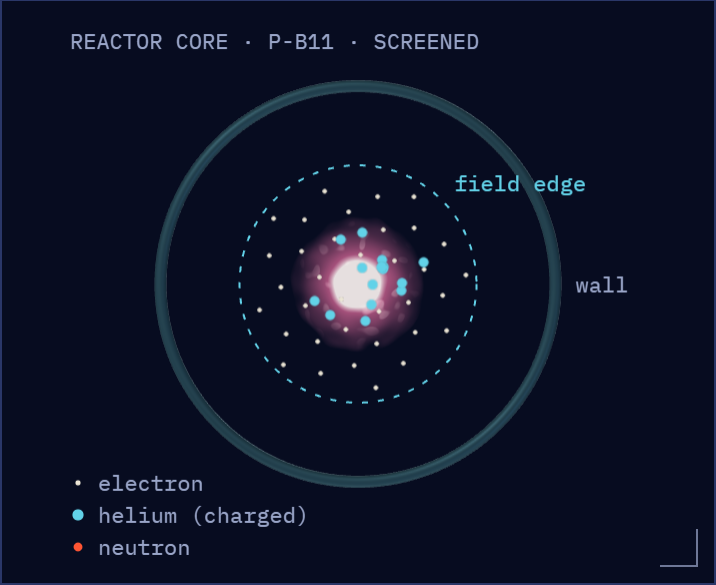 REACTOR CORE · P-B11 · SCREENED
field edge
wall
electron
helium (charged)
neutron